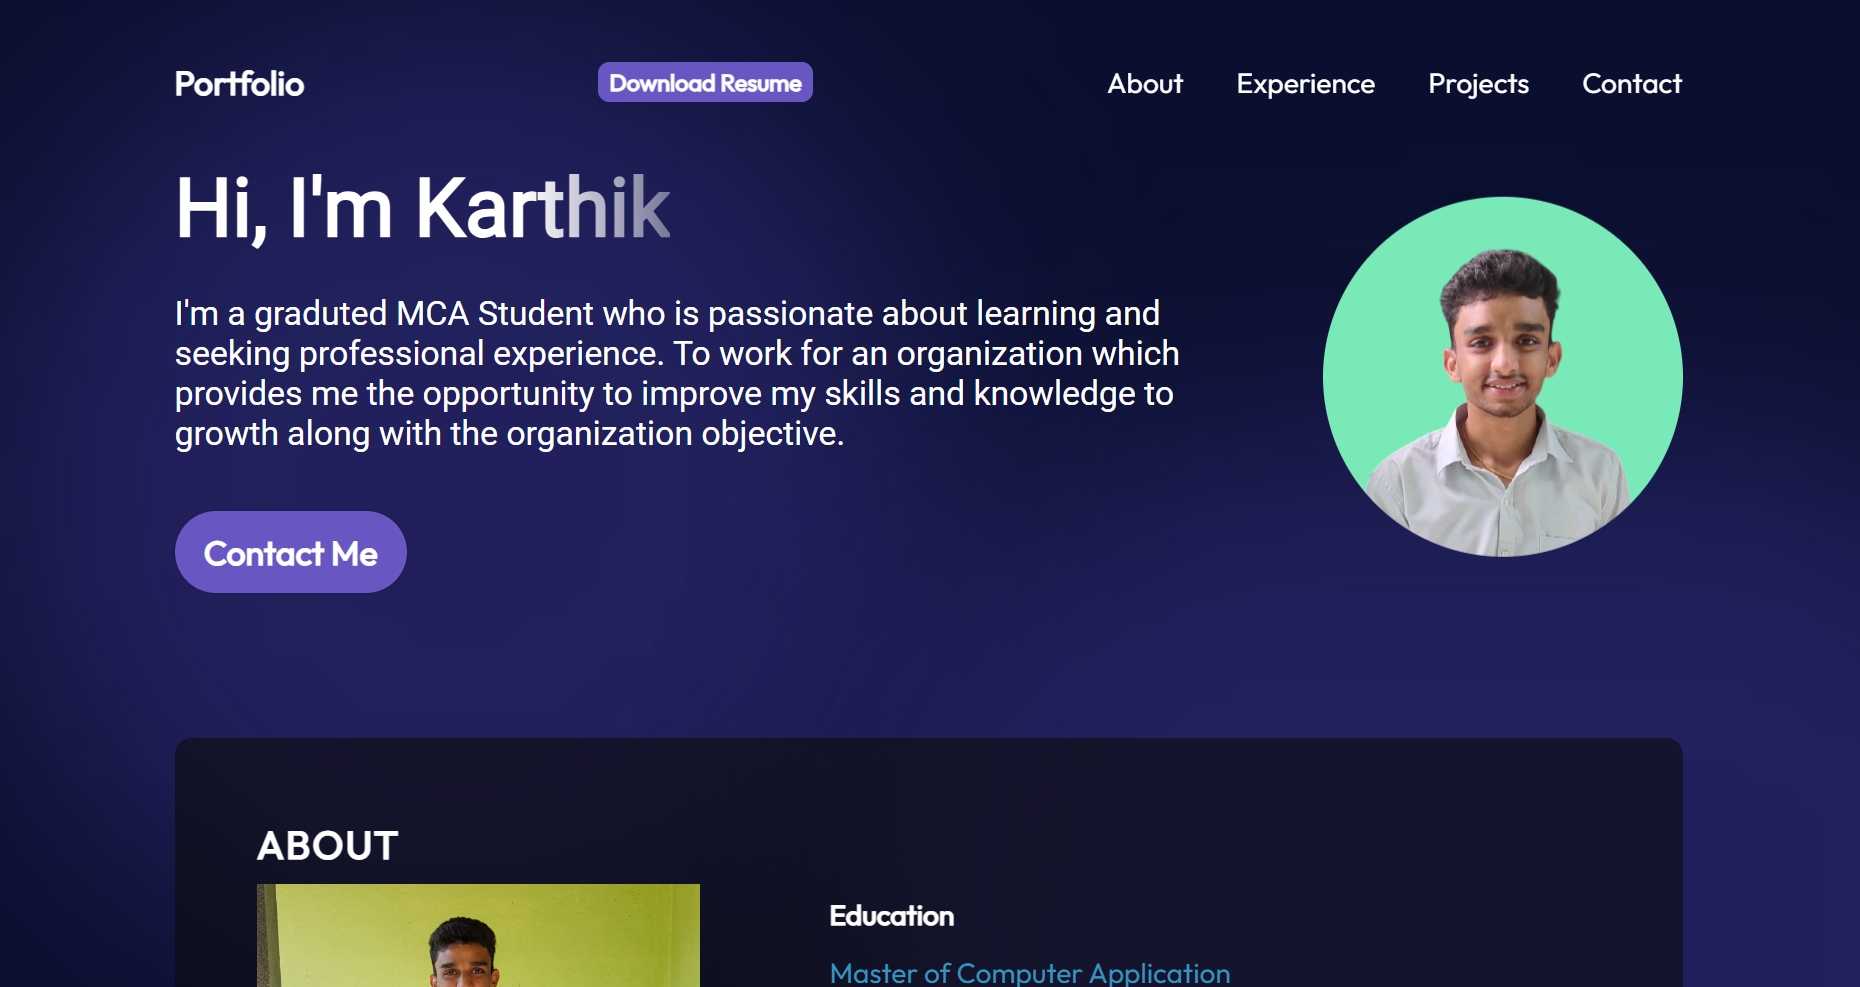 Portfolio
Download Resume
About
Experience
Projects
Contact
Hi, I'm Karthik
I'm a graduted MCA Student who is passionate about learning and
seeking professional experience. To work for an organization which
provides me the opportunity to improve my skills and knowledge to
growth along with the organization objective.
Contact Me
ABOUT
Education
Master of Computer Application